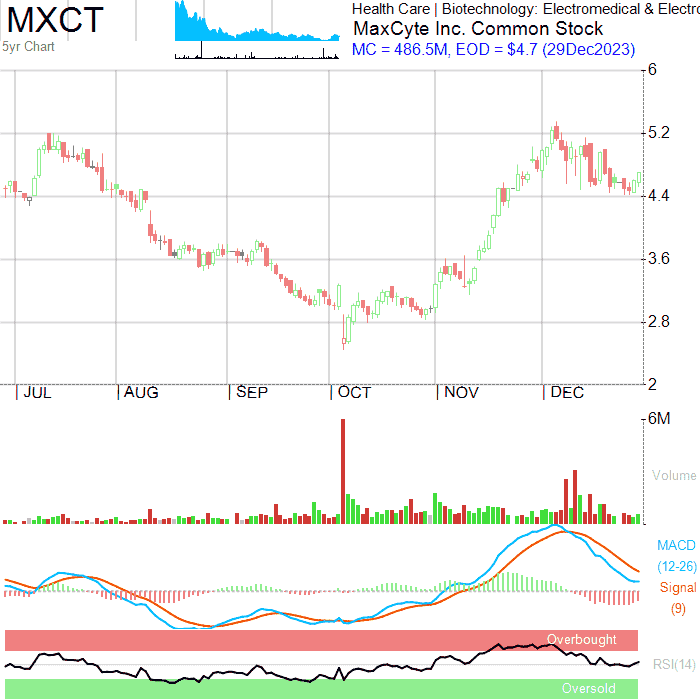 MXCT
5yr Chart
Health Care | Biotechnology: Electromedical & Electro
MaxCyte Inc. Common Stock
MC = 486.5M, EOD = $4.7 (29Dec2023)
6
5.2
4.4
3.6
2.8
2
|JUL |AUG |SEP |OCT |NOV |DEC
6M
Volume
MACD
(12-26)
Signal
(9)
Overbought
RSI(14)
Oversold